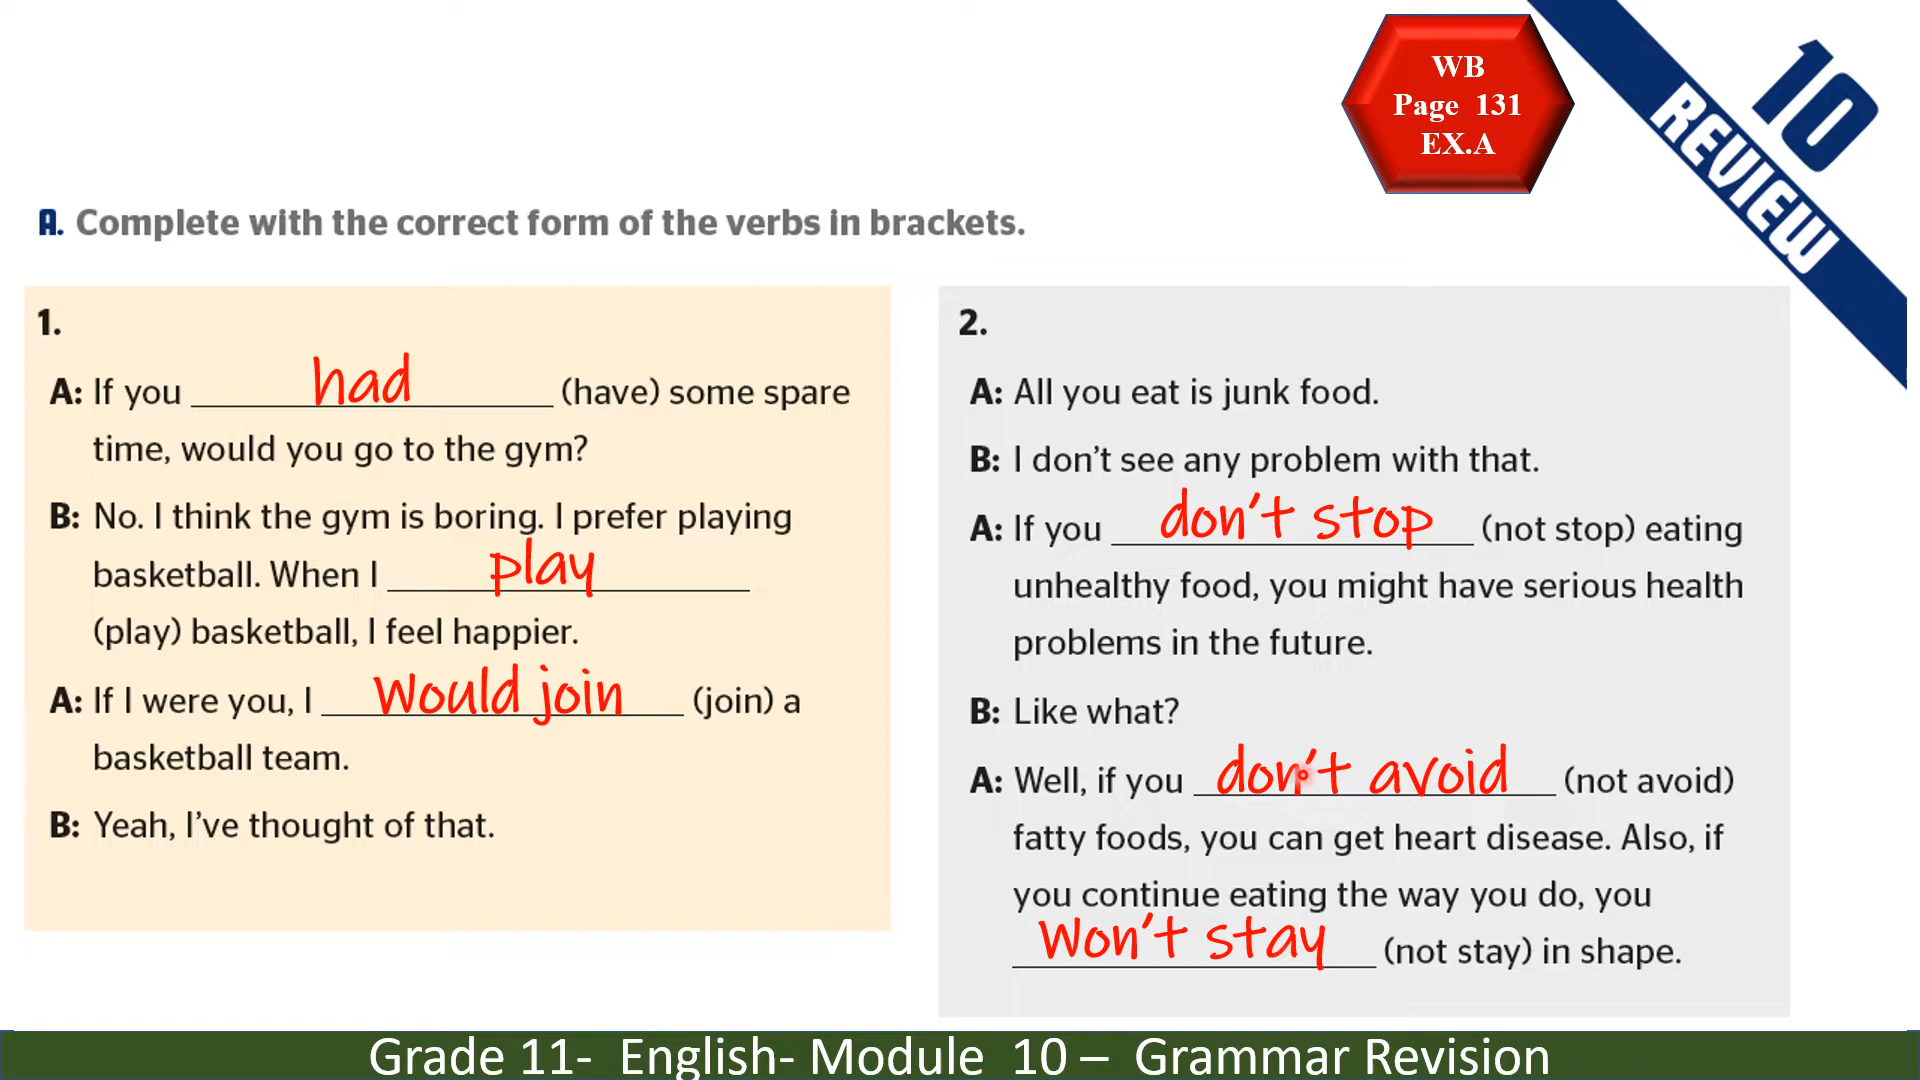 WB
Page 131
EX.A
10
REVIEW
A. Complete with the correct form of the verbs in brackets.
1.
A: If you had (have) some spare
time, would you go to the gym?
B: No. I think the gym is boring. I prefer playing
basketball. When I play
(play) basketball, I feel happier.
A: If I were you, I would join (join) a
basketball team.
B: Yeah, I've thought of that.
2.
A: All you eat is junk food.
B: I don't see any problem with that.
A: If you don't stop (not stop) eating
unhealthy food, you might have serious health
problems in the future.
B: Like what?
A: Well, if you don't avoid (not avoid)
fatty foods, you can get heart disease. Also, if
you continue eating the way you do, you
won't stay (not stay) in shape.
Grade 11- English- Module 10 – Grammar Revision